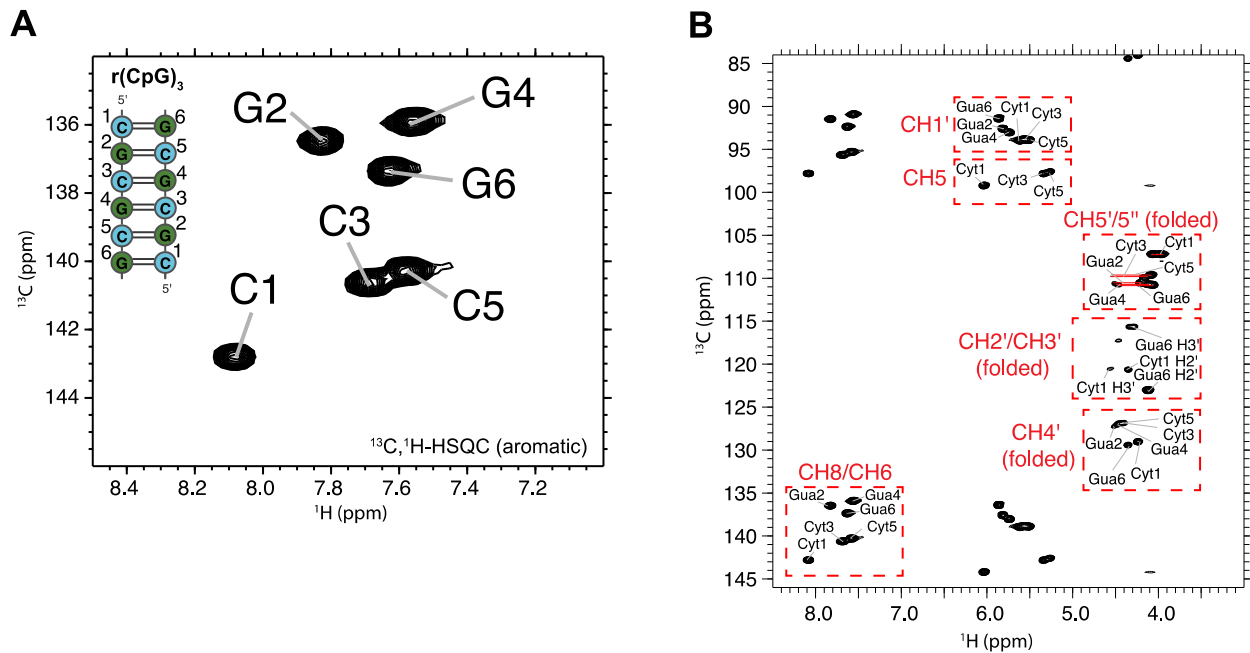 A
r(CpG)3
5'
1 C G 6
2 G C 5
3 C G 4
4 G C 3
5 C G 2
6 G C 1
5'
G2
G4
G6
C3
C1
C5
13C,1H-HSQC (aromatic)
136
138
140
142
144
13C (ppm)
8.4 8.2 8.0 7.8 7.6 7.4 7.2
1H (ppm)
B
85
90
95
100
105
110
115
120
125
130
135
140
145
13C (ppm)
CH1'
Gua6 Cyt1
Cyt3
Gua2
Gua4
Cyt5
CH5
Cyt1
Cyt3
Cyt5
CH5'/5" (folded)
Cyt3 Cyt1
Gua2
Cyt5
Gua4
Gua6
CH2'/CH3'
(folded)
Gua6 H3'
Cyt1 H2'
Gua6 H2'
Cyt1 H3'
CH4'
(folded)
Cyt5
Cyt3
Gua2
Gua4
Gua6
Cyt1
CH8/CH6
Gua2
Gua4
Gua6
Cyt3
Cyt5
Cyt1
8.0 7.0 6.0 5.0 4.0
1H (ppm)